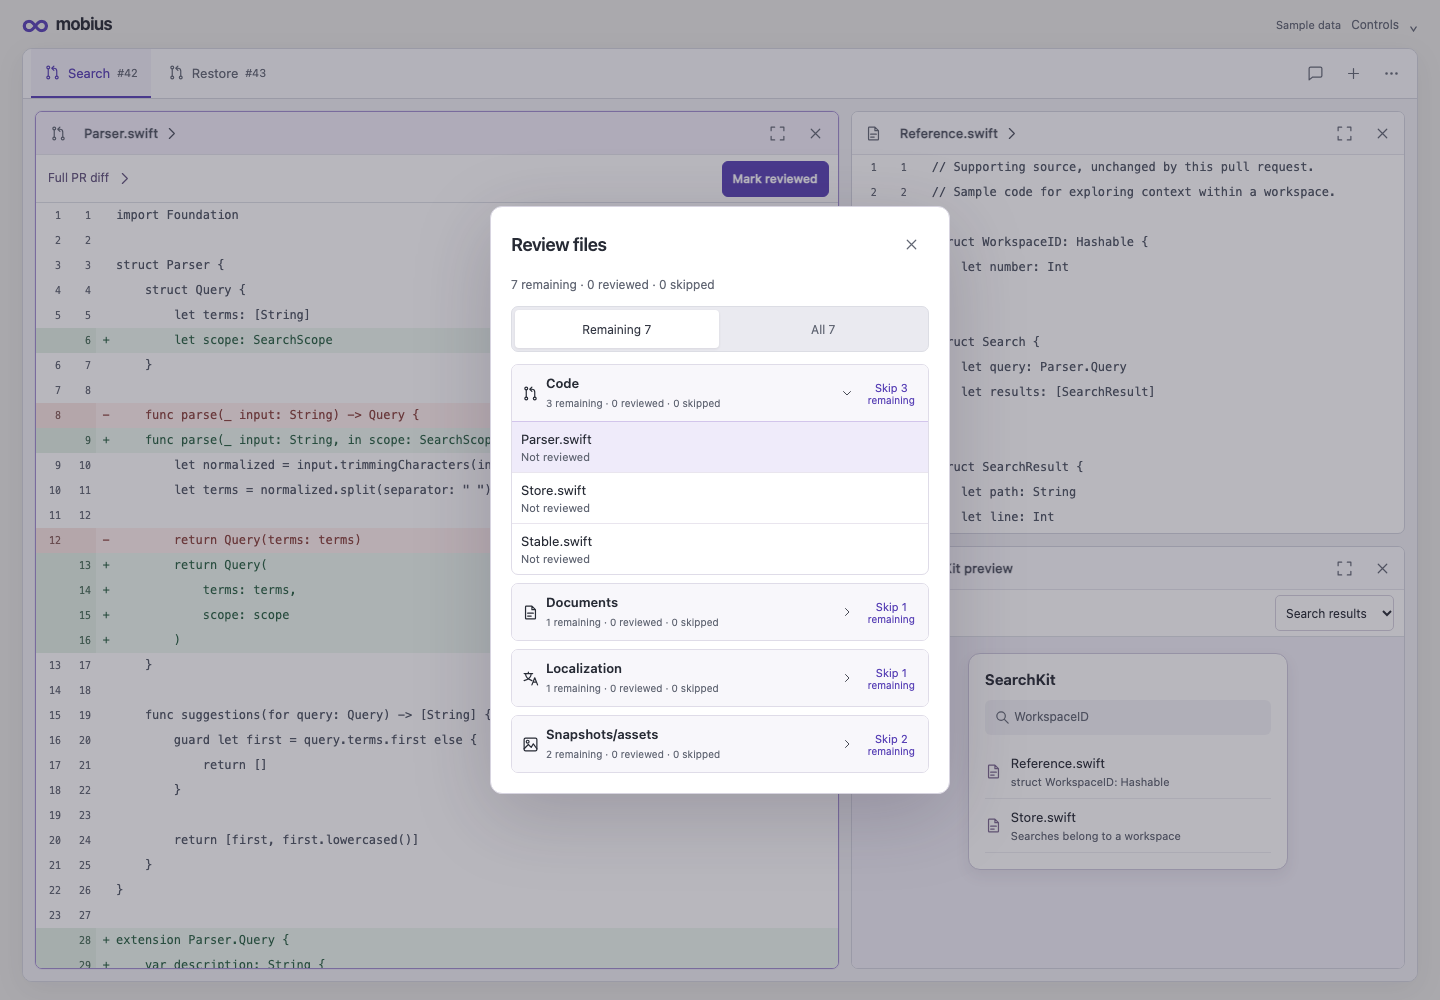 mobius
Sample data
Controls
Search #42
Restore #43
Parser.swift
Full PR diff
Mark reviewed
1 1 import Foundation
2 2
3 3 struct Parser {
4 4 struct Query {
5 5 let terms: [String]
6 + let scope: SearchScope
6 7 }
7 8
8 − func parse(_ input: String) -> Query {
9 + func parse(_ input: String, in scope: SearchScop
9 10 let normalized = input.trimmingCharacters(in
10 11 let terms = normalized.split(separator: " ")
11 12
12 − return Query(terms: terms)
13 + return Query(
14 + terms: terms,
15 + scope: scope
16 + )
13 17 }
14 18
15 19 func suggestions(for query: Query) -> [String] {
16 20 guard let first = query.terms.first else {
17 21 return []
18 22 }
19 23
20 24 return [first, first.lowercased()]
21 25 }
22 26 }
23 27
28 + extension Parser.Query {
29 + var description: String {
Review files
7 remaining · 0 reviewed · 0 skipped
Remaining 7
All 7
Code
3 remaining · 0 reviewed · 0 skipped
Skip 3
remaining
Parser.swift
Not reviewed
Store.swift
Not reviewed
Stable.swift
Not reviewed
Documents
1 remaining · 0 reviewed · 0 skipped
Skip 1
remaining
Localization
1 remaining · 0 reviewed · 0 skipped
Skip 1
remaining
Snapshots/assets
2 remaining · 0 reviewed · 0 skipped
Skip 2
remaining
Reference.swift
1 1 // Supporting source, unchanged by this pull request.
2 2 // Sample code for exploring context within a workspace.
ruct WorkspaceID: Hashable {
let number: Int
ruct Search {
let query: Parser.Query
let results: [SearchResult]
ruct SearchResult {
let path: String
let line: Int
Kit preview
Search results
SearchKit
WorkspaceID
Reference.swift
struct WorkspaceID: Hashable
Store.swift
Searches belong to a workspace